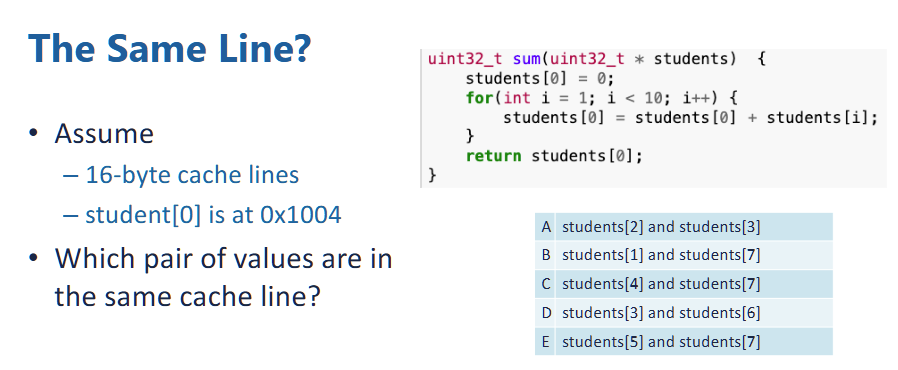 The Same Line?
• Assume
– 16-byte cache lines
– student[0] is at 0x1004
• Which pair of values are in
the same cache line?
uint32_t sum(uint32_t * students)  {
    students[0] = 0;
    for(int i = 1; i < 10; i++) {
        students[0] = students[0] + students[i];
    }
    return students[0];
}
A students[2] and students[3]
B students[1] and students[7]
C students[4] and students[7]
D students[3] and students[6]
E students[5] and students[7]